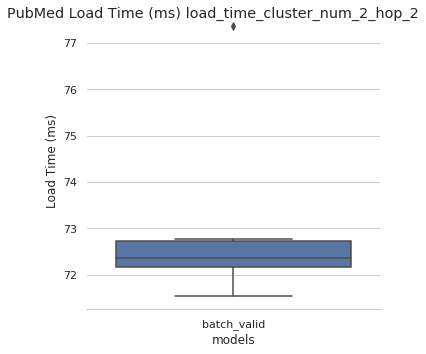 PubMed Load Time (ms) load_time_cluster_num_2_hop_2
77
76
75
74
73
72
Load Time (ms)
batch_valid
models